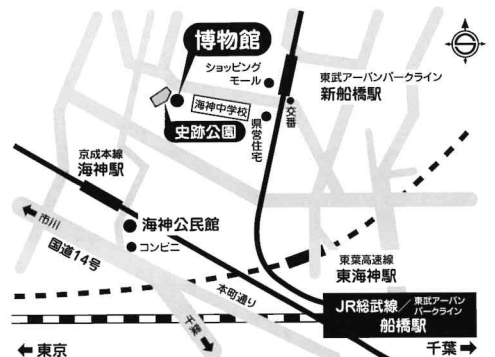 博物館
ショッピング
モール
東武アーバンパークライン
新船橋駅
海神中学校
交番
県営住宅
史跡公園
京成本線
海神駅
海神公民館
コンビニ
市川
国道14号
本町通り
千葉
東葉高速線
東海神駅
JR総武線／東武アーバン
パークライン
船橋駅
東京
千葉
S